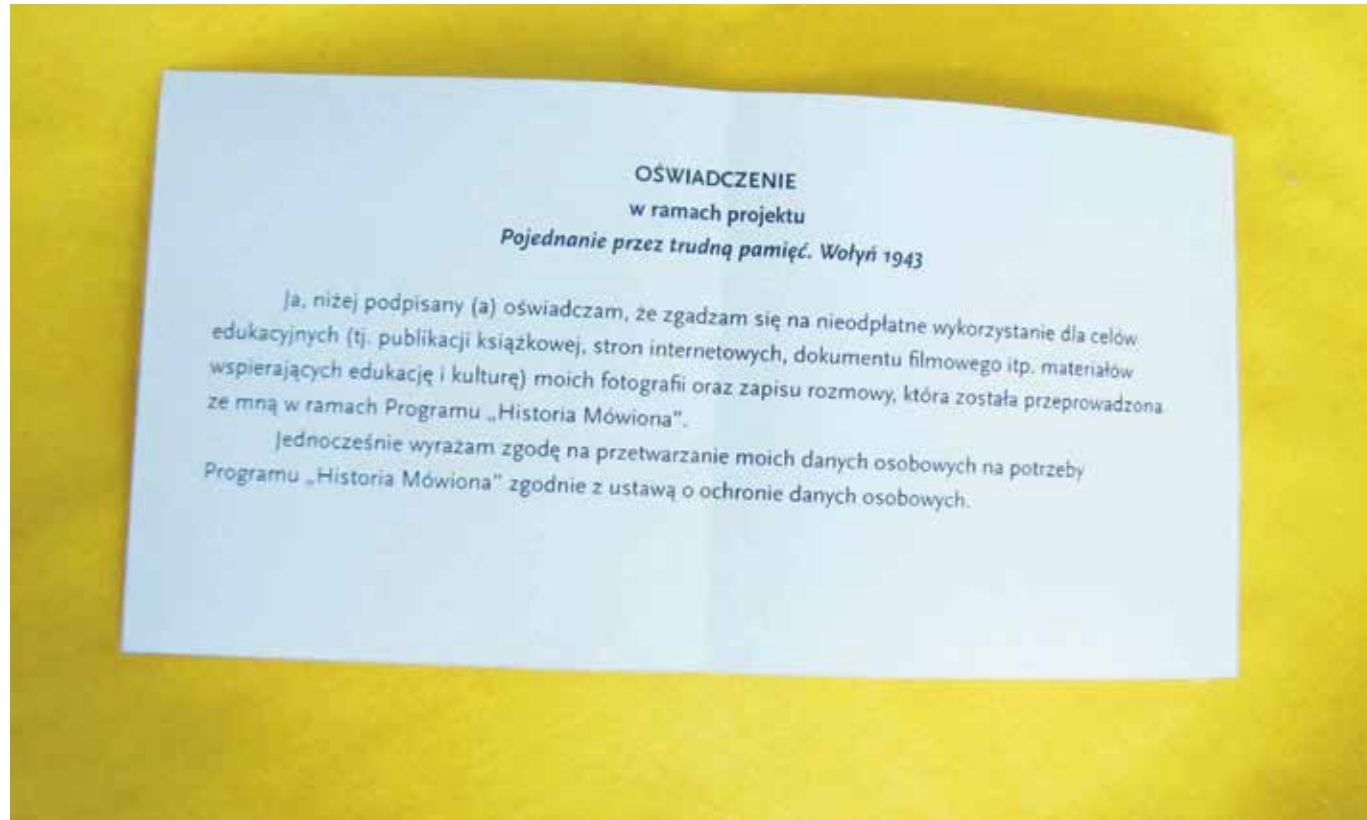 OŚWIADCZENIE
w ramach projektu
Pojednanie przez trudną pamięć. Wołyń 1943
Ja, niżej podpisany (a) oświadczam, że zgadzam się na nieodpłatne wykorzystanie dla celów
edukacyjnych (tj. publikacji książkowej, stron internetowych, dokumentu filmowego itp. materiałów
wspierających edukację i kulturę) moich fotografii oraz zapisu rozmowy, która została przeprowadzona
ze mną w ramach Programu „Historia Mówiona”.
Jednocześnie wyrażam zgodę na przetwarzanie moich danych osobowych na potrzeby
Programu „Historia Mówiona” zgodnie z ustawą o ochronie danych osobowych.